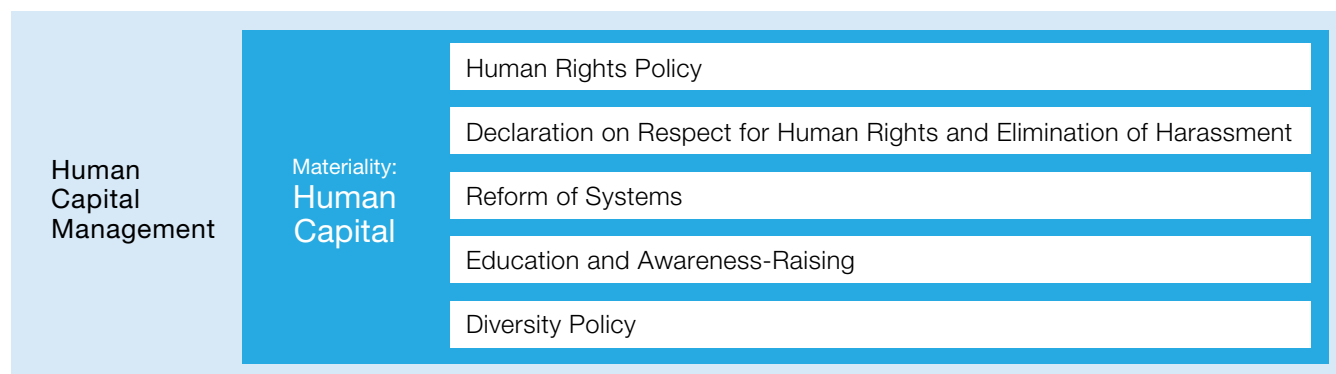 Human
Capital
Management
Materiality:
Human
Capital
Human Rights Policy
Declaration on Respect for Human Rights and Elimination of Harassment
Reform of Systems
Education and Awareness-Raising
Diversity Policy